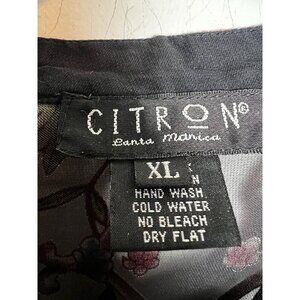 CITRON®
Santa Monica
XL
HAND WASH
COLD WATER
NO BLEACH
DRY FLAT